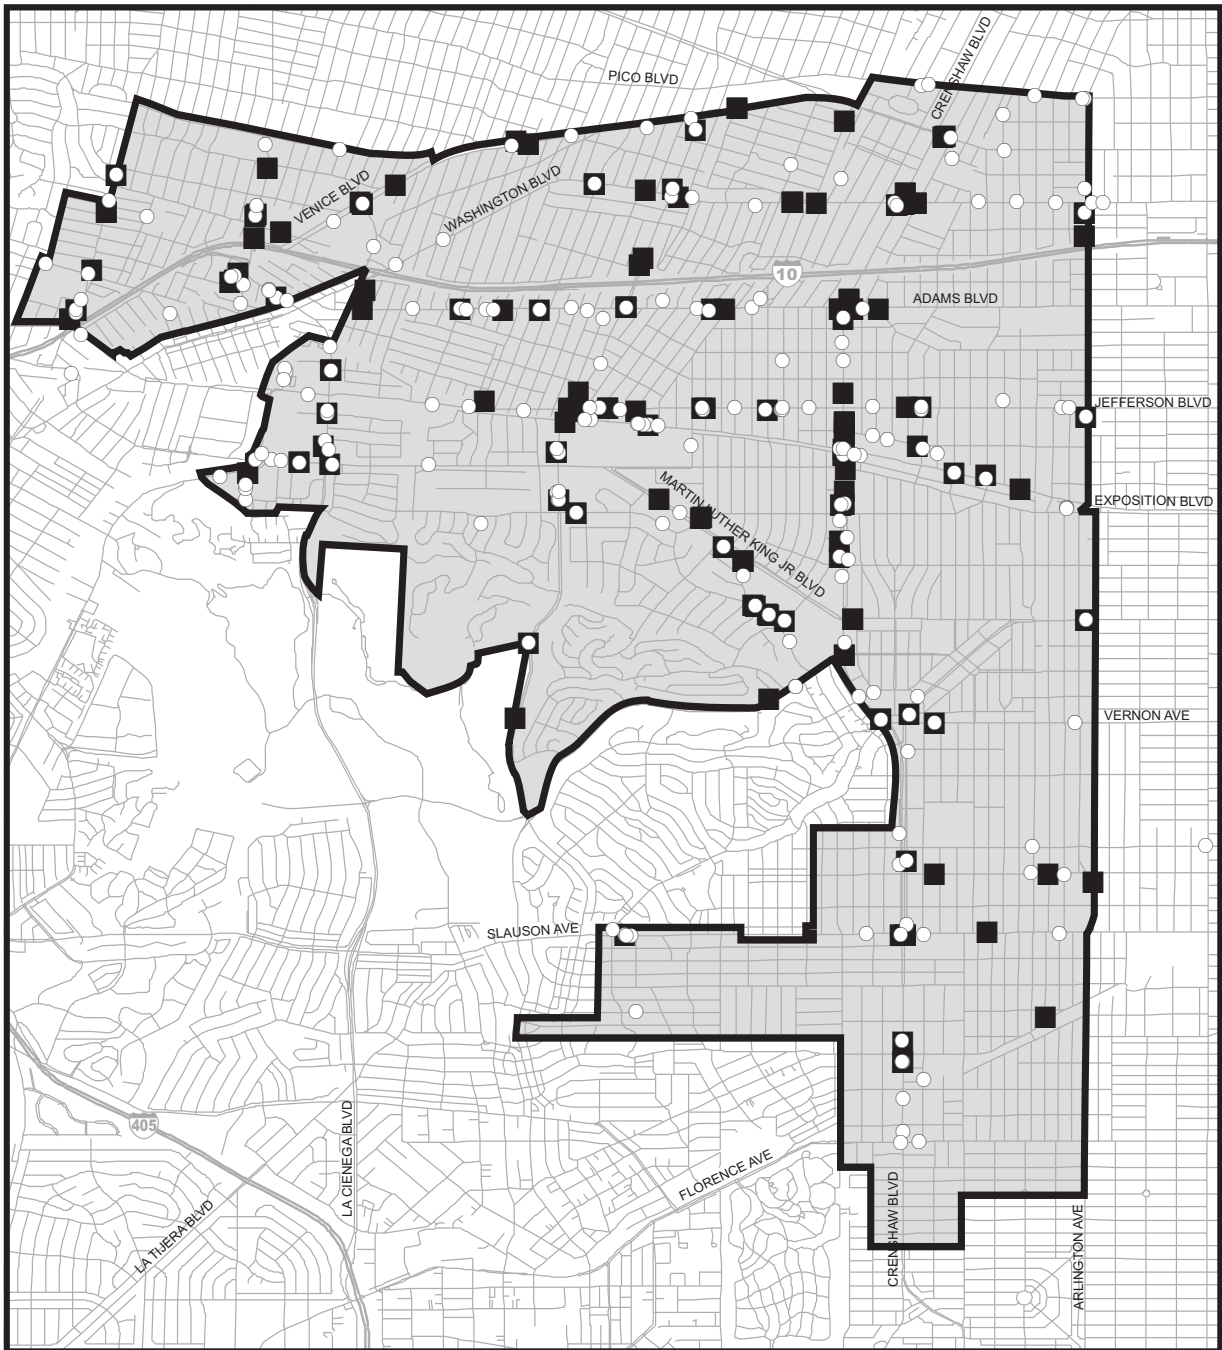 CRENSHAW BLVD
PICO BLVD
VENICE BLVD
WASHINGTON BLVD
10
ADAMS BLVD
JEFFERSON BLVD
MARTIN LUTHER KING JR BLVD
EXPOSITION BLVD
VERNON AVE
SLAUSON AVE
405
LA CIENEGA BLVD
FLORENCE AVE
LA TIJERA BLVD
CRENSHAW BLVD
ARLINGTON AVE